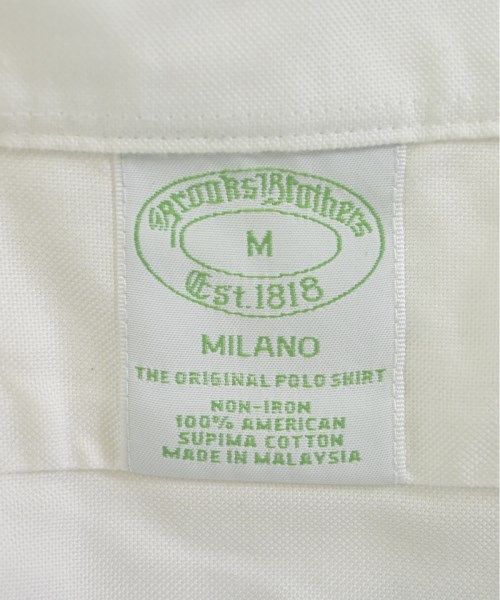 Brooks Brothers
M
Est. 1818
MILANO
THE ORIGINAL POLO SHIRT
NON-IRON
100% AMERICAN
SUPIMA COTTON
MADE IN MALAYSIA